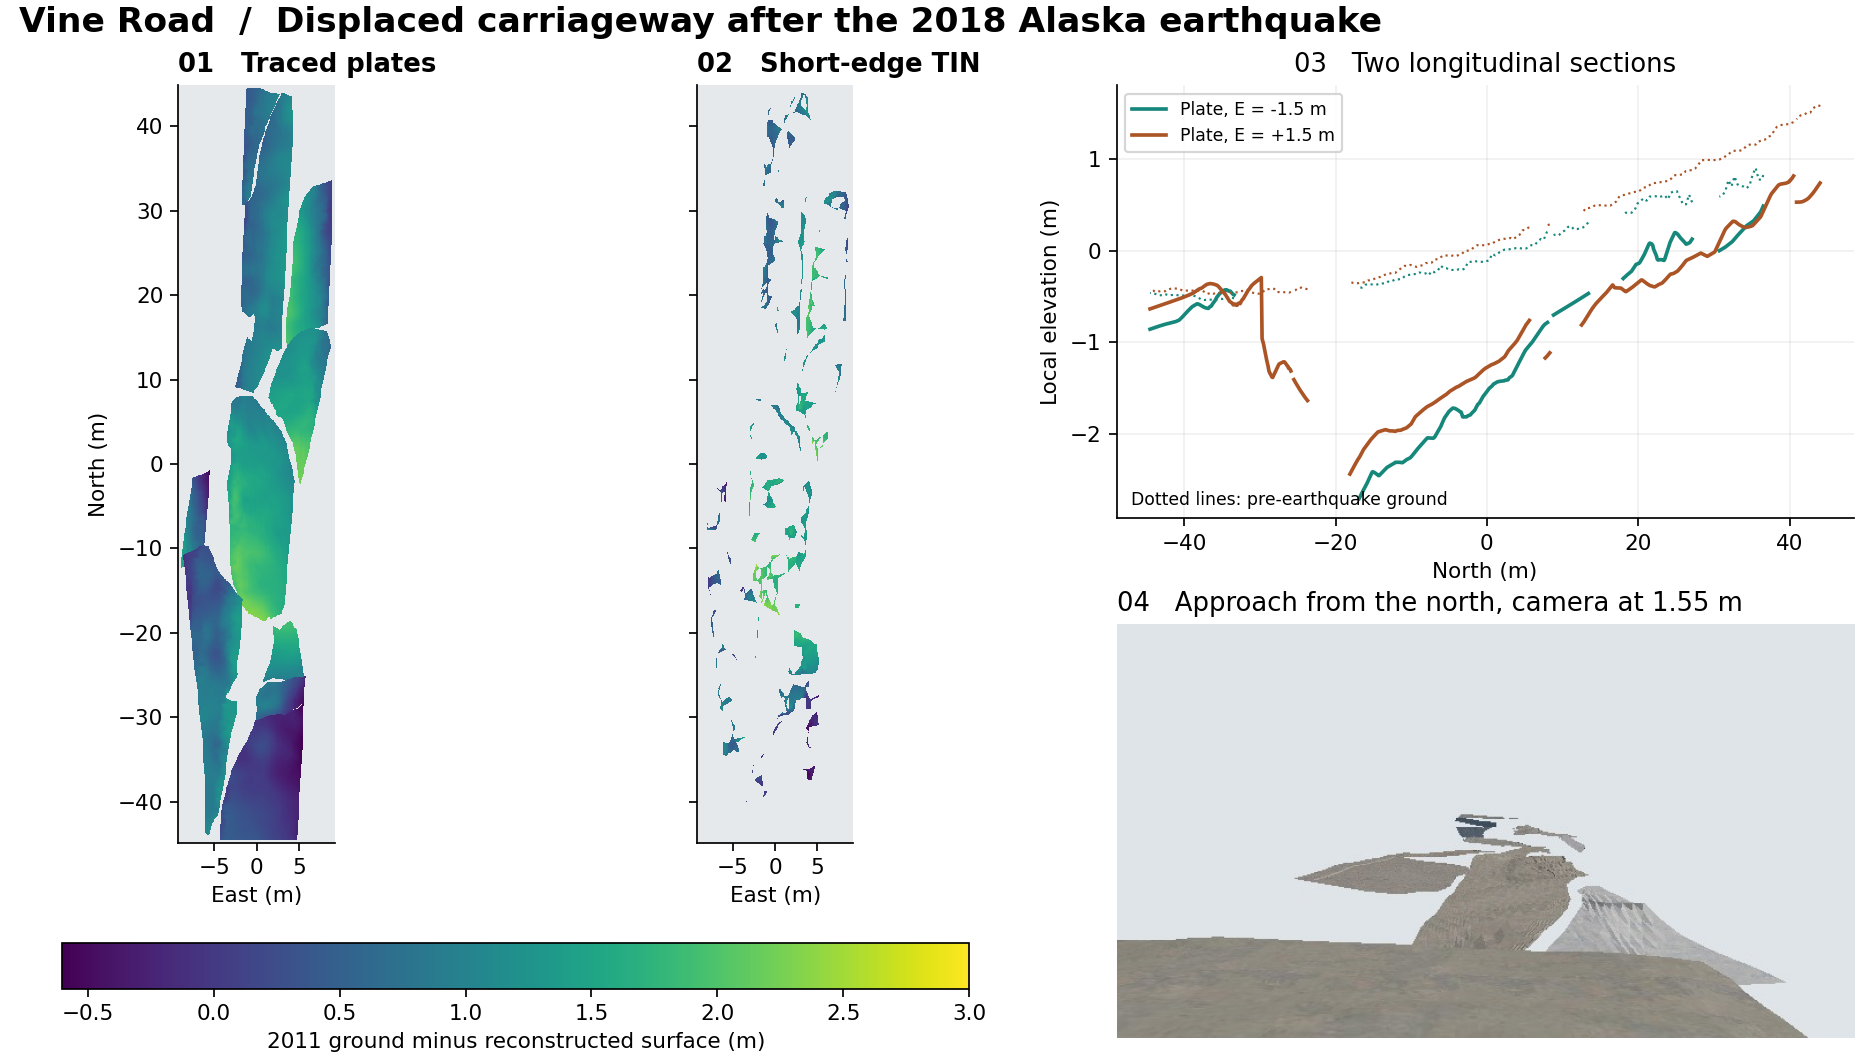 Vine Road / Displaced carriageway after the 2018 Alaska earthquake
01 Traced plates
40
30
20
10
0
−10
−20
−30
−40
North (m)
−5 0 5
East (m)
02 Short-edge TIN
−5 0 5
East (m)
−0.5 0.0 0.5 1.0 1.5 2.0 2.5 3.0
2011 ground minus reconstructed surface (m)
03 Two longitudinal sections
Plate, E = -1.5 m
Plate, E = +1.5 m
1
0
−1
−2
Local elevation (m)
Dotted lines: pre-earthquake ground
−40 −20 0 20 40
North (m)
04 Approach from the north, camera at 1.55 m